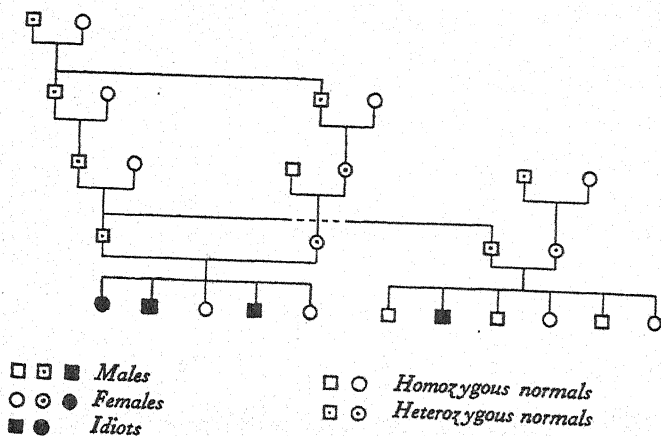 Males
Females
Idiots
Homozygous normals
Heterozygous normals